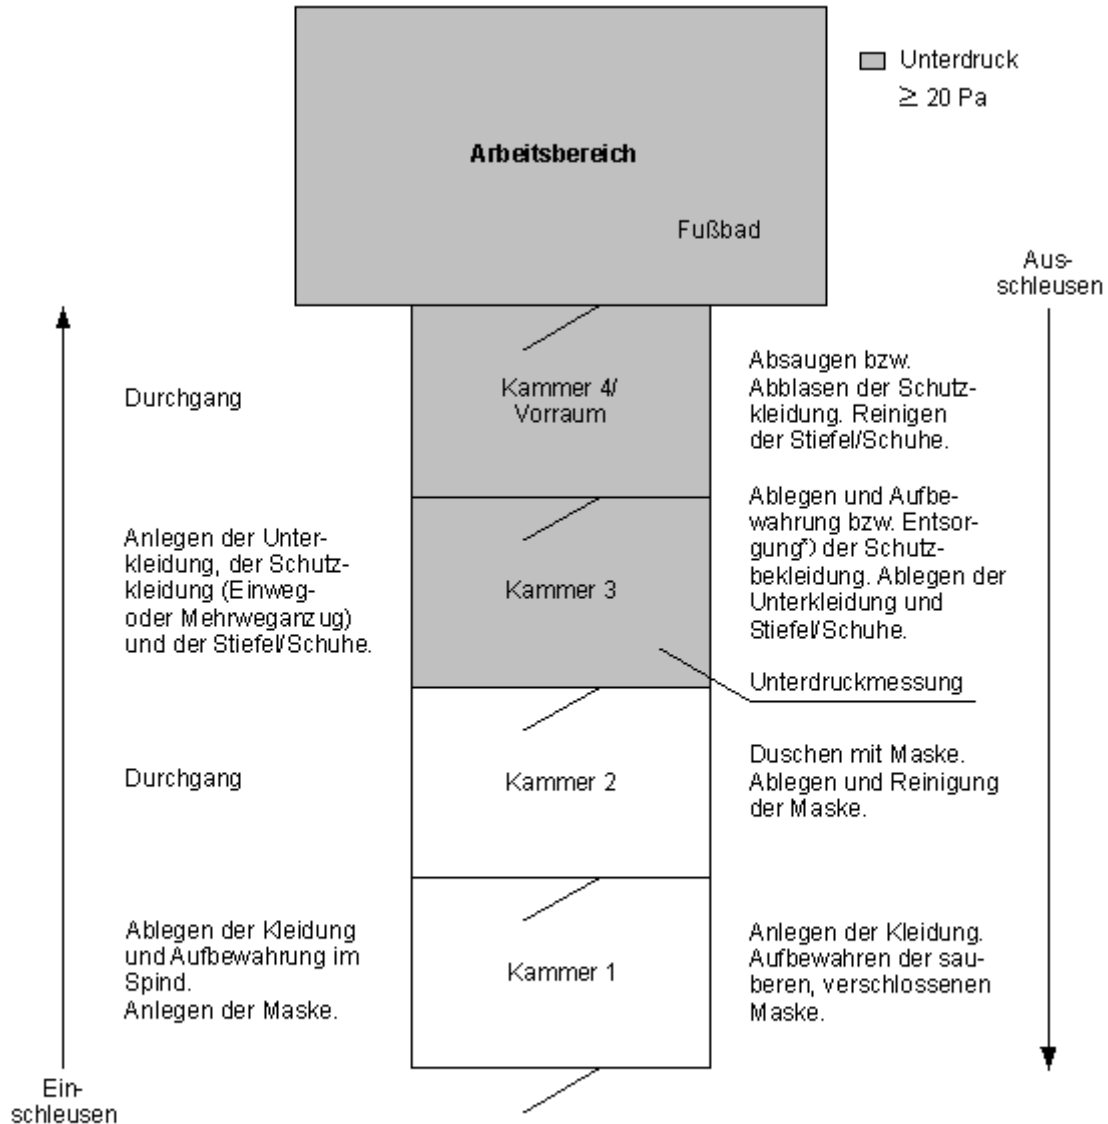 Unterdruck
≥ 20 Pa
Arbeitsbereich
Fußbad
Aus-
schleusen
Durchgang
Kammer 4/
Vorraum
Absaugen bzw.
Abblasen der Schutz-
kleidung. Reinigen
der Stiefel/Schuhe.
Anlegen der Unter-
kleidung, der Schutz-
kleidung (Einweg-
oder Mehrweganzug)
und der Stiefel/Schuhe.
Kammer 3
Ablegen und Aufbe-
wahrung bzw. Entsor-
gung*) der Schutz-
bekleidung. Ablegen der
Unterkleidung und
Stiefel/Schuhe.
Unterdruckmessung
Durchgang
Kammer 2
Duschen mit Maske.
Ablegen und Reinigung
der Maske.
Ablegen der Kleidung
und Aufbewahrung im
Spind.
Anlegen der Maske.
Kammer 1
Anlegen der Kleidung.
Aufbewahren der sau-
beren, verschlossenen
Maske.
Ein-
schleusen